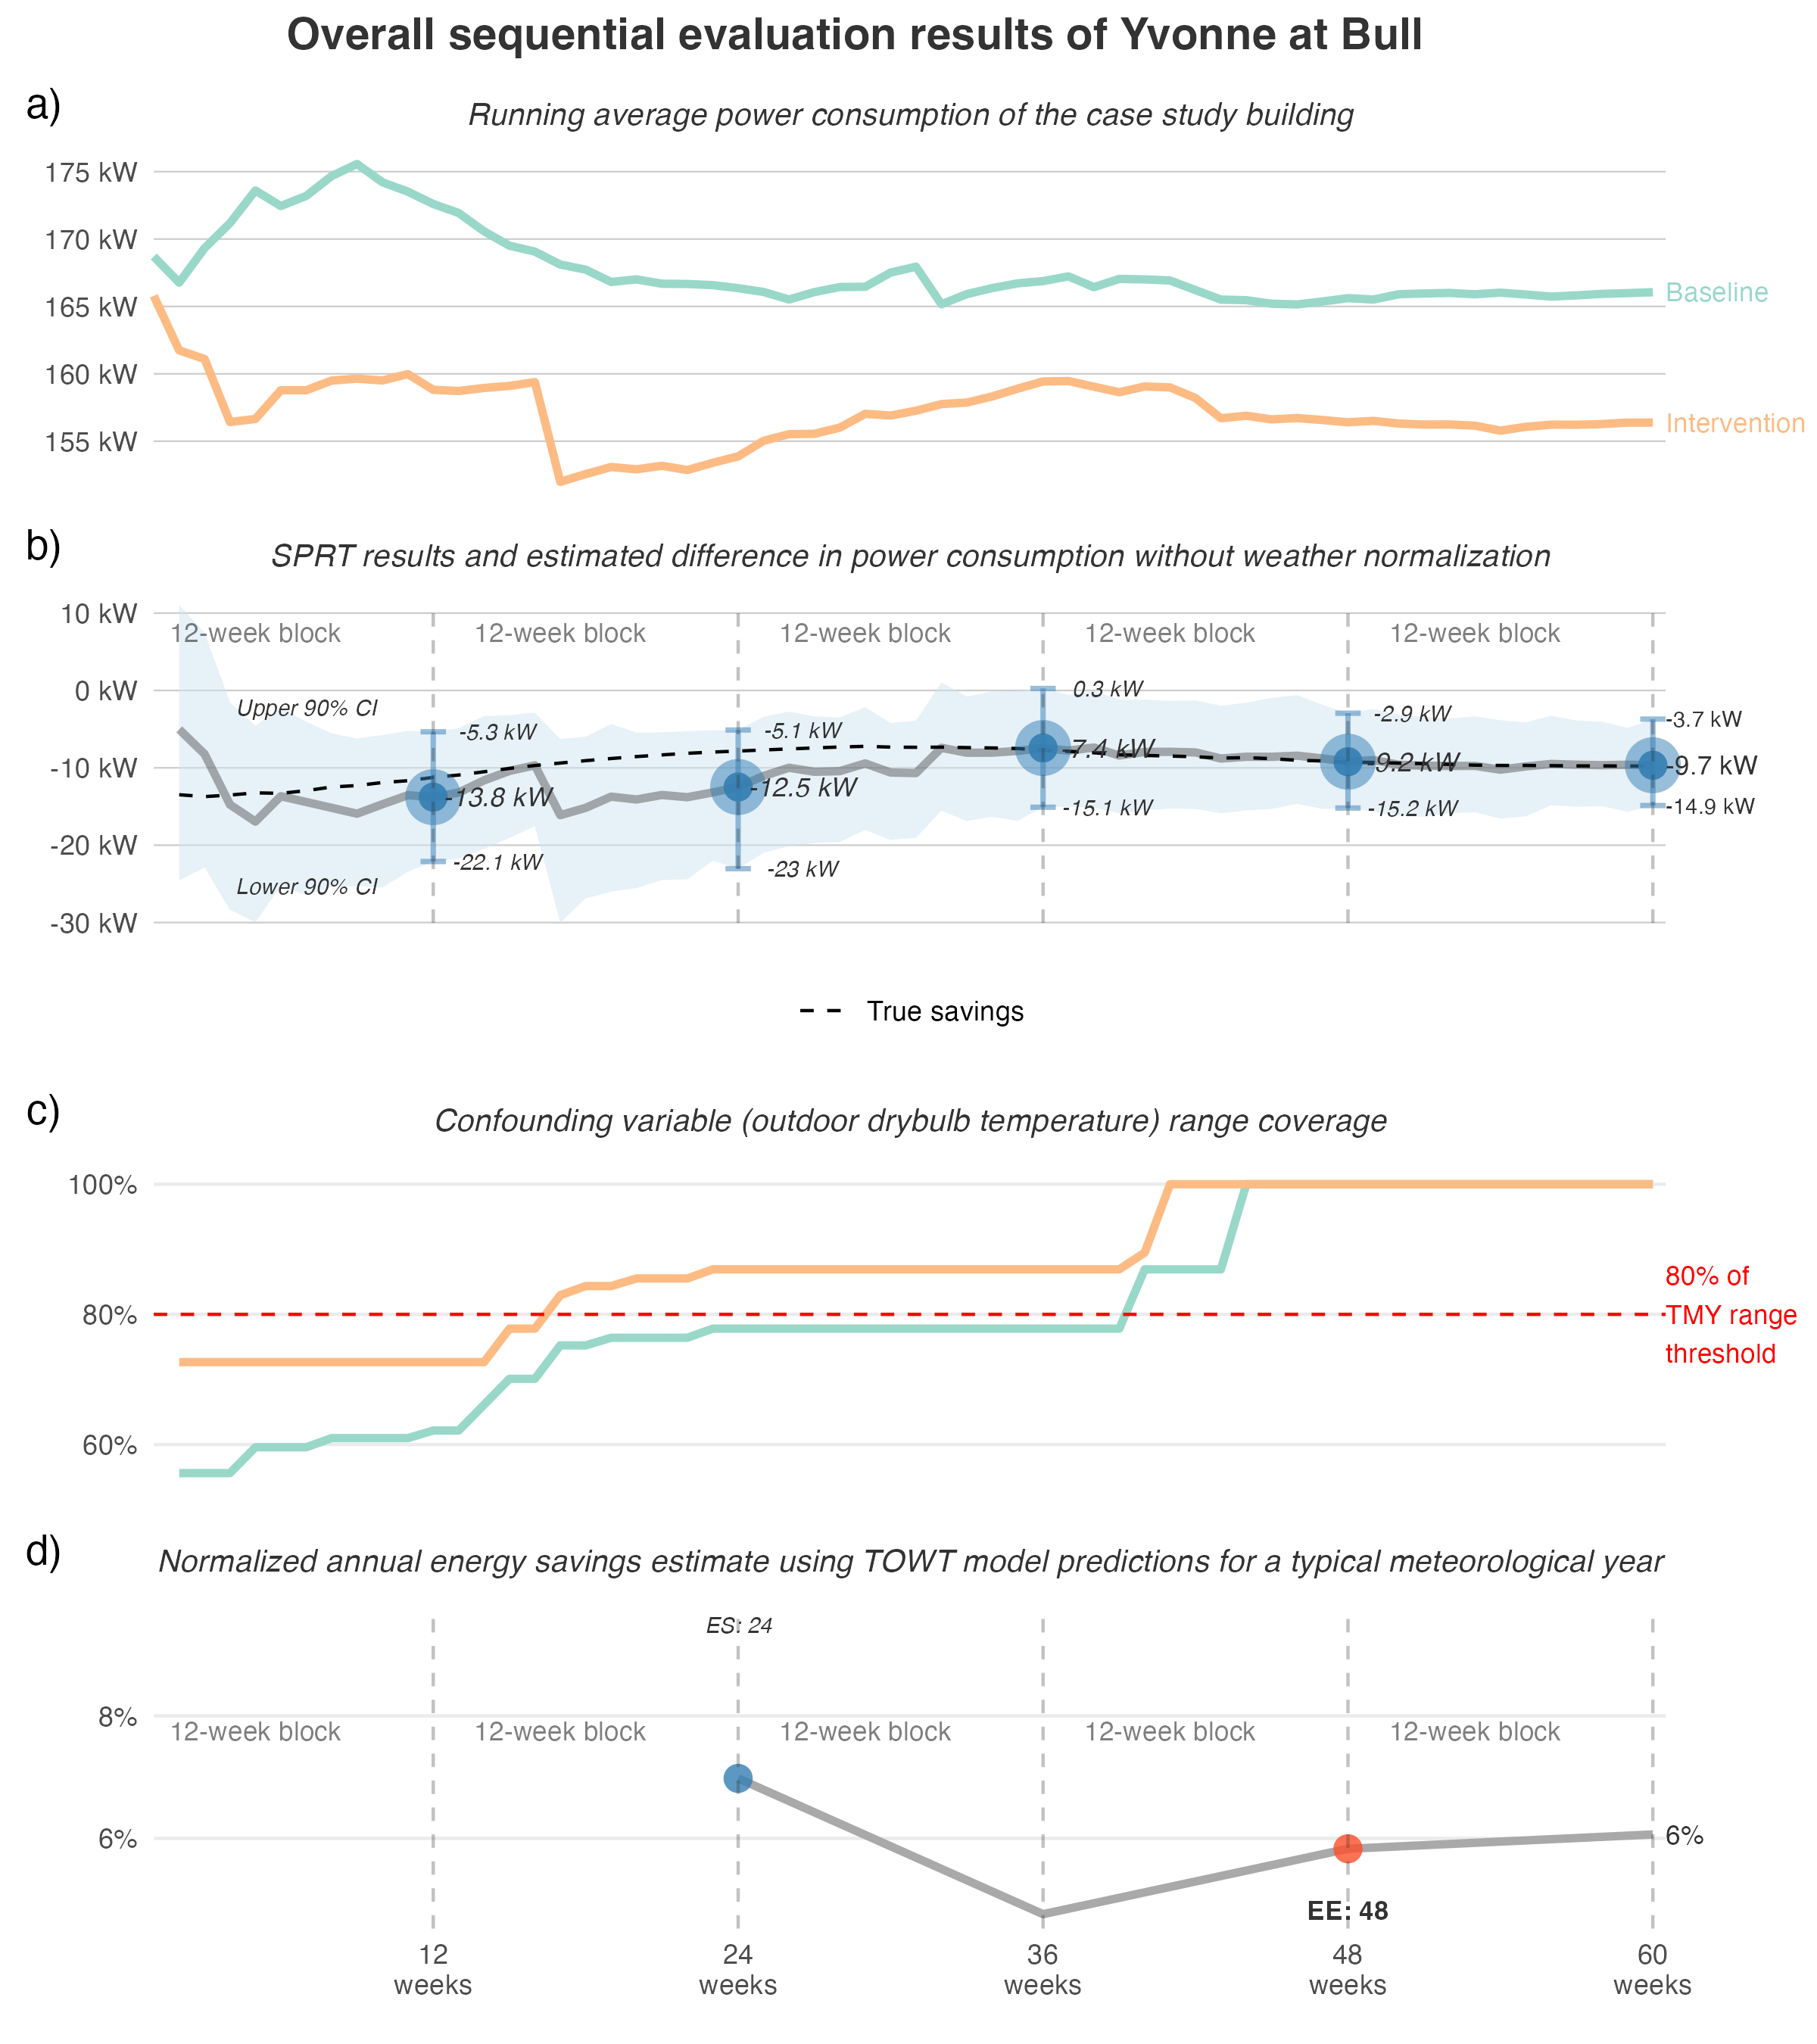 Overall sequential evaluation results of Yvonne at Bull
a)
Running average power consumption of the case study building
175 kW
170 kW
165 kW
160 kW
155 kW
Baseline
Intervention
b)
SPRT results and estimated difference in power consumption without weather normalization
10 kW
0 kW
-10 kW
-20 kW
-30 kW
12-week block
12-week block
12-week block
12-week block
12-week block
Upper 90% CI
Lower 90% CI
-5.3 kW
-13.8 kW
-22.1 kW
-5.1 kW
-12.5 kW
-23 kW
0.3 kW
-7.4 kW
-15.1 kW
-2.9 kW
-9.2 kW
-15.2 kW
-3.7 kW
-9.7 kW
-14.9 kW
True savings
c)
Confounding variable (outdoor drybulb temperature) range coverage
100%
80%
60%
80% of
TMY range
threshold
d)
Normalized annual energy savings estimate using TOWT model predictions for a typical meteorological year
ES: 24
8%
6%
12-week block
12-week block
12-week block
12-week block
12-week block
6%
EE: 48
12
weeks
24
weeks
36
weeks
48
weeks
60
weeks